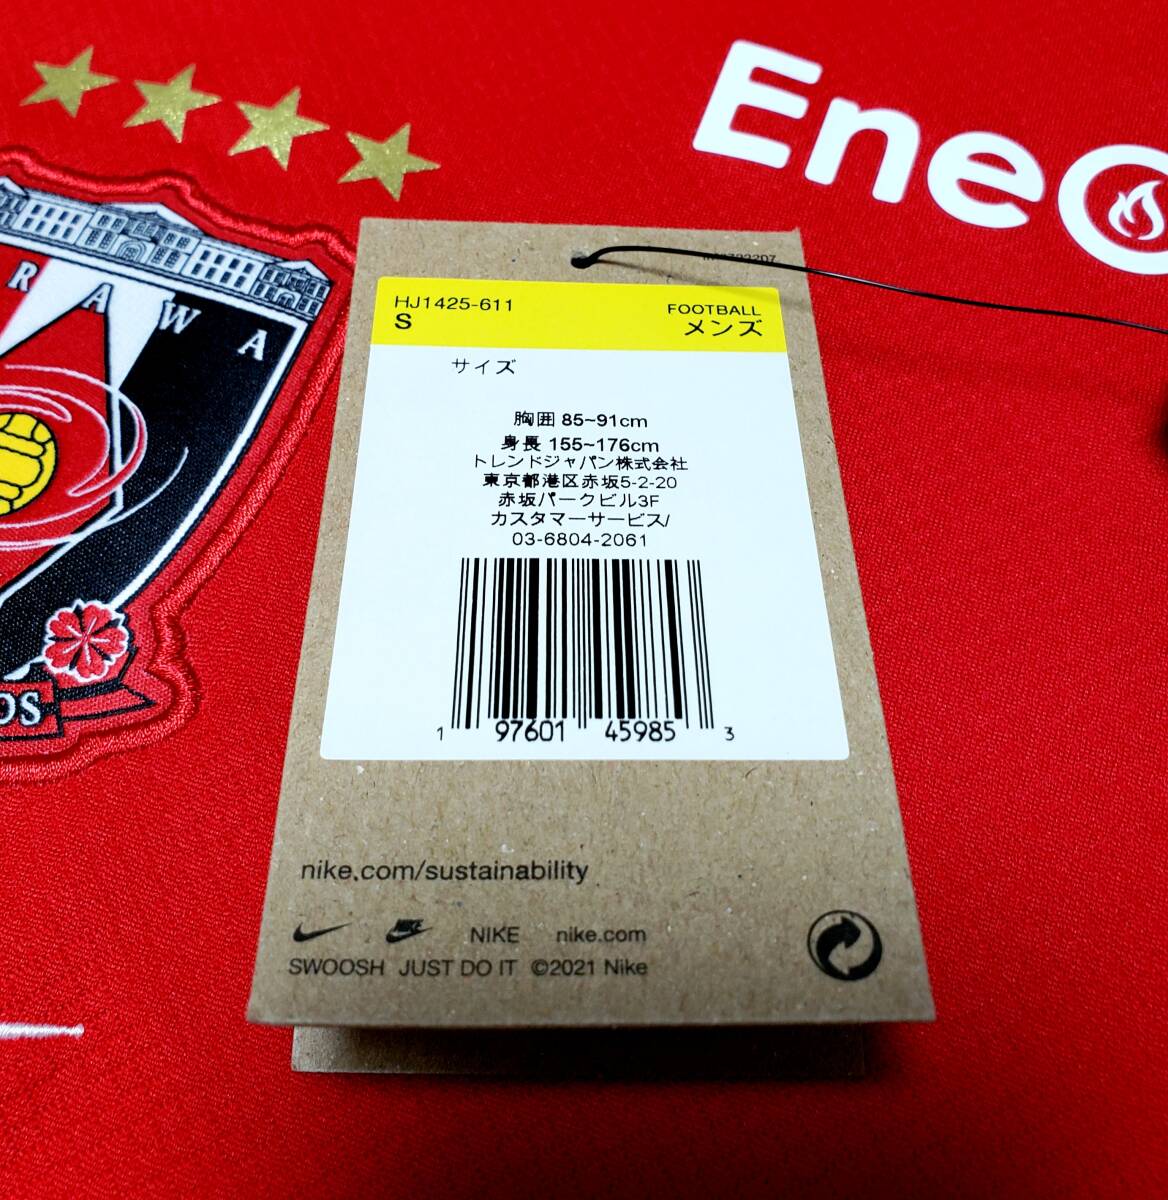 EneC
RAWA
OS
HJ1425-611
FOOTBALL
S
メンズ
サイズ
胸囲 85~91cm
身長 155~176cm
トレンドジャパン株式会社
東京都港区赤坂5-2-20
赤坂パークビル3F
カスタマーサービス/
03-6804-2061
1 97601 45985 3
nike.com/sustainability
NIKE nike.com
SWOOSH JUST DO IT ©2021 Nike